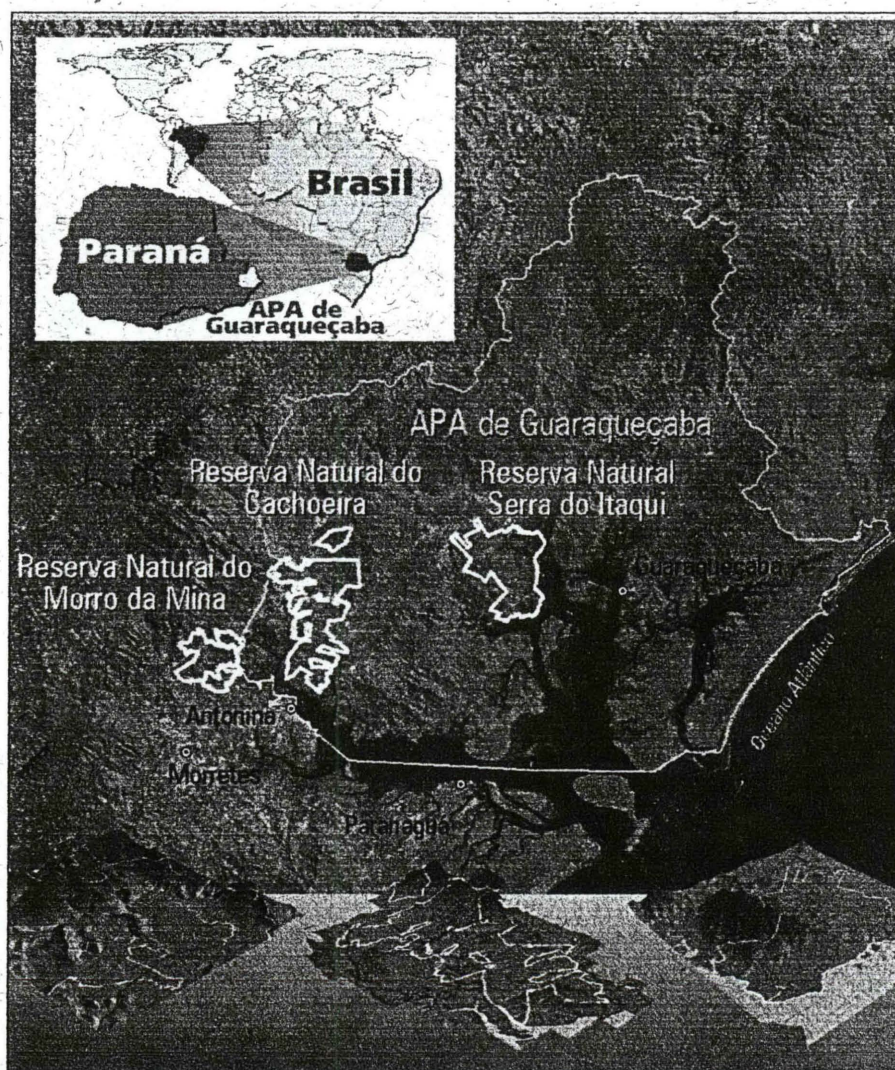 Brasil
Paraná
APA de
Guaraqueçaba
APA de Guaraqueçaba
Reserva Natural do
Cachoeira
Reserva Natural
Serra do Itaqui
Reserva Natural do
Morro da Mina
Guaraqueçaba
Antonina
Morretes
Paranaguá
Oceano Atlântico